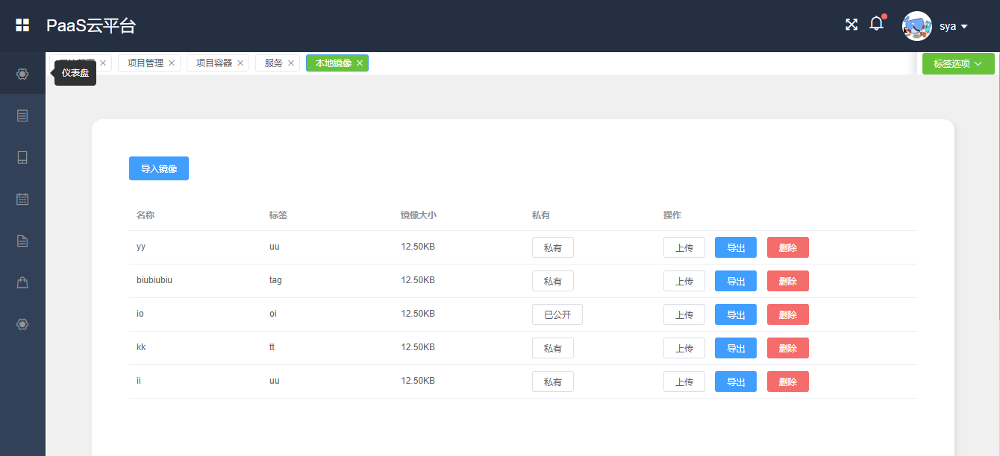 PaaS云平台
sya
项目管理
项目容器
服务
本地镜像
标签选项
仪表盘
导入镜像
名称 标签 镜像大小 私有 操作
yy uu 12.50KB 私有 上传 导出 删除
biubiubiu tag 12.50KB 私有 上传 导出 删除
io oi 12.50KB 已公开 上传 导出 删除
kk tt 12.50KB 私有 上传 导出 删除
ii uu 12.50KB 私有 上传 导出 删除